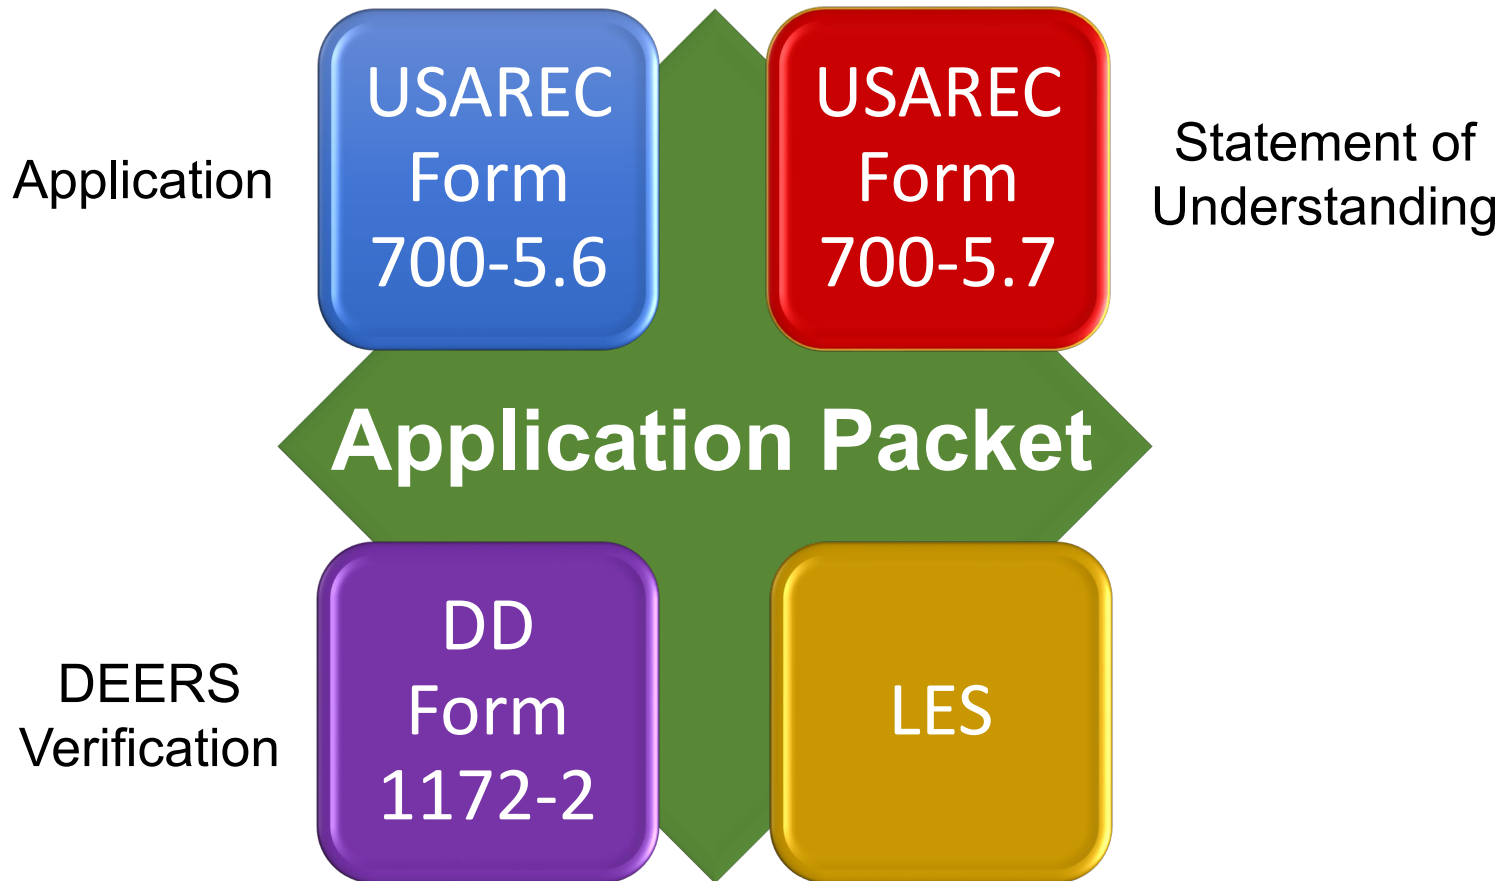 Application
USAREC
Form
700-5.6
USAREC
Form
700-5.7
Statement of
Understanding
Application Packet
DEERS
Verification
DD
Form
1172-2
LES